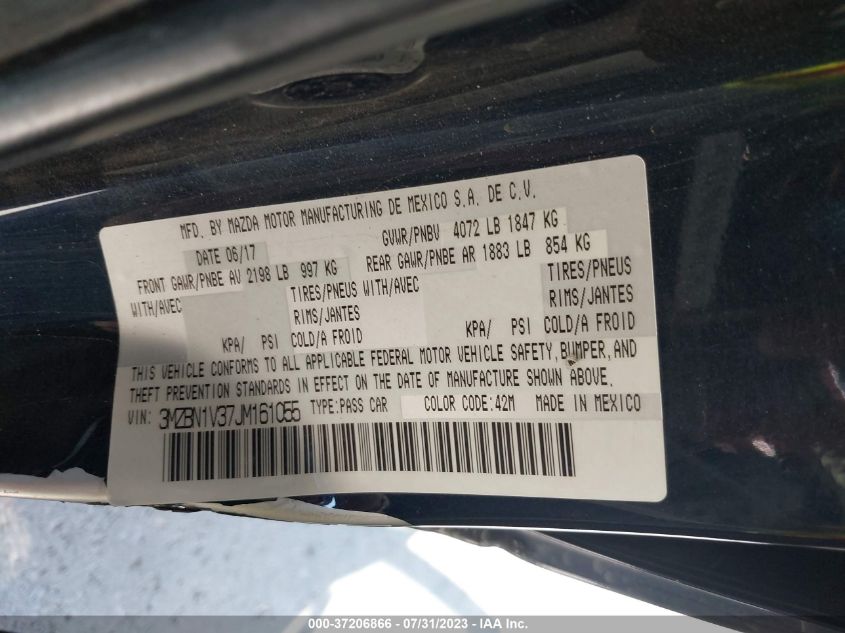 MFD. BY MAZDA MOTOR MANUFACTURING DE MEXICO S.A. DE C.V.
DATE 06/17 GVWR/PNBV 4072 LB 1847 KG
FRONT GAWR/PNBE AV 2198 LB 997 KG REAR GAWR/PNBE AR 1883 LB 854 KG
WITH/AVEC TIRES/PNEUS WITH/AVEC TIRES/PNEUS
RIMS/JANTES RIMS/JANTES
KPA/ PSI COLD/A FROID KPA/ PSI COLD/A FROID
THIS VEHICLE CONFORMS TO ALL APPLICABLE FEDERAL MOTOR VEHICLE SAFETY, BUMPER, AND
THEFT PREVENTION STANDARDS IN EFFECT ON THE DATE OF MANUFACTURE SHOWN ABOVE.
VIN: 3MZBN1V37JM161055 TYPE:PASS CAR COLOR CODE:42M MADE IN MEXICO
000-37206866 - 07/31/2023 - IAA Inc.